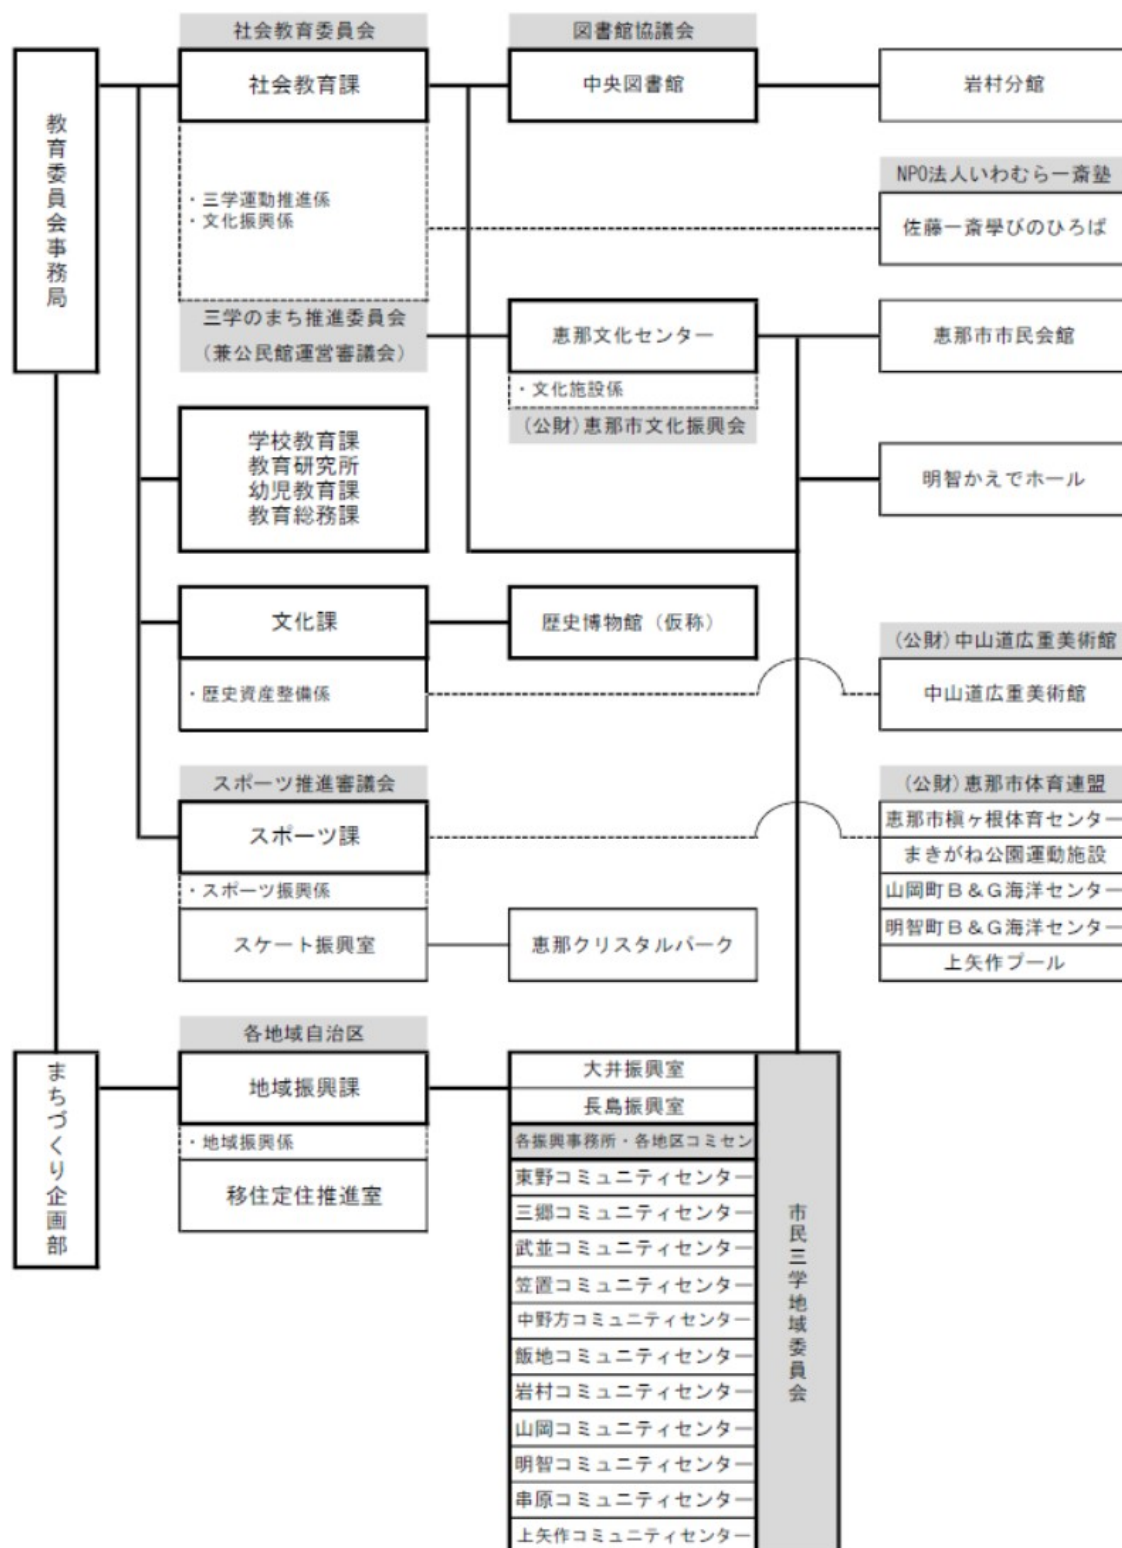 社会教育委員会
図書館協議会
教育委員会事務局
社会教育課
中央図書館
岩村分館
・三学運動推進係
・文化振興係
NPO法人いわむら一斎塾
佐藤一斎學びのひろば
三学のまち推進委員会
(兼公民館運営審議会)
恵那文化センター
恵那市市民会館
・文化施設係
(公財)恵那市文化振興会
学校教育課
教育研究所
幼児教育課
教育総務課
明智かえでホール
文化課
歴史博物館(仮称)
・歴史資産整備係
(公財)中山道広重美術館
中山道広重美術館
スポーツ推進審議会
スポーツ課
・スポーツ振興係
(公財)恵那市体育連盟
恵那市槇ヶ根体育センター
まきがね公園運動施設
山岡町B&G海洋センター
明智町B&G海洋センター
上矢作プール
スケート振興室
恵那クリスタルパーク
まちづくり企画部
各地域自治区
地域振興課
・地域振興係
移住定住推進室
大井振興室
長島振興室
各振興事務所・各地区コミセン
東野コミュニティセンター
三郷コミュニティセンター
武並コミュニティセンター
笠置コミュニティセンター
中野方コミュニティセンター
飯地コミュニティセンター
岩村コミュニティセンター
山岡コミュニティセンター
明智コミュニティセンター
串原コミュニティセンター
上矢作コミュニティセンター
市民三学地域委員会